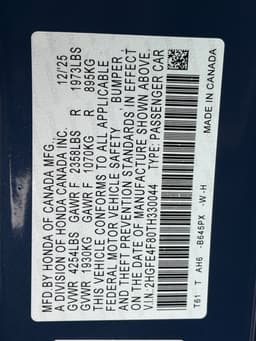 MFD BY HONDA OF CANADA MFG.
A DIVISION OF HONDA CANADA INC. 12/'25
GVWR 4254LBS GAWR F 2358LBS R 1973LBS
GVWR 1930KG GAWR F 1070KG R 895KG
THIS VEHICLE CONFORMS TO ALL APPLICABLE
FEDERAL MOTOR VEHICLE SAFETY , BUMPER ,
AND THEFT PREVENTION STANDARDS IN EFFECT
ON THE DATE OF MANUFACTURE SHOWN ABOVE.
V.I.N:2HGFE4F80TH330044 TYPE:PASSENGER CAR
MADE IN CANADA
T61 T AH6 -B645PX -W-H